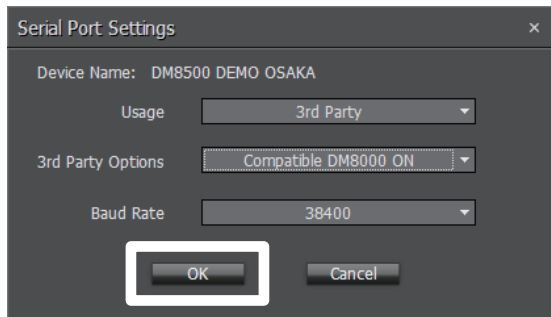 Serial Port Settings ×
Device Name: DM8500 DEMO OSAKA
Usage 3rd Party
3rd Party Options Compatible DM8000 ON
Baud Rate 38400
OK Cancel